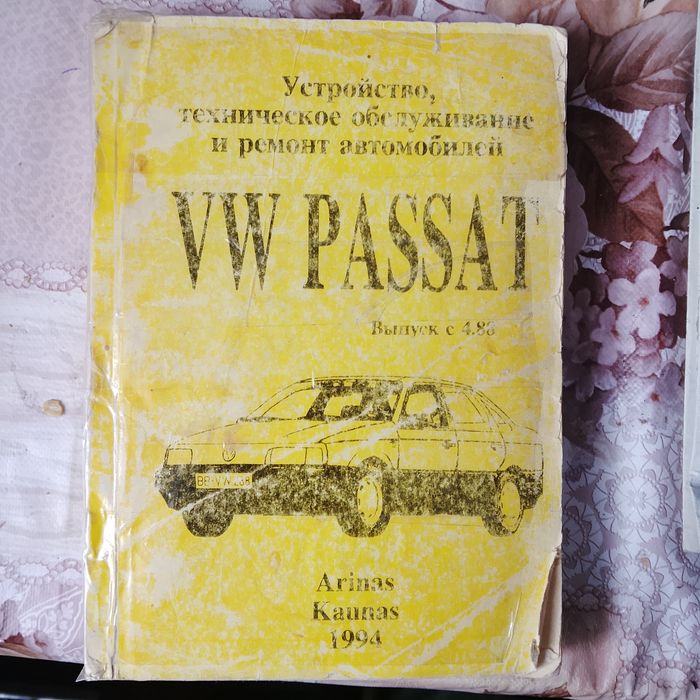 Устройство,
техническое обслуживание
и ремонт автомобилей
VW PASSAT
Выпуск с 4.88
Arinas
Kaunas
1994